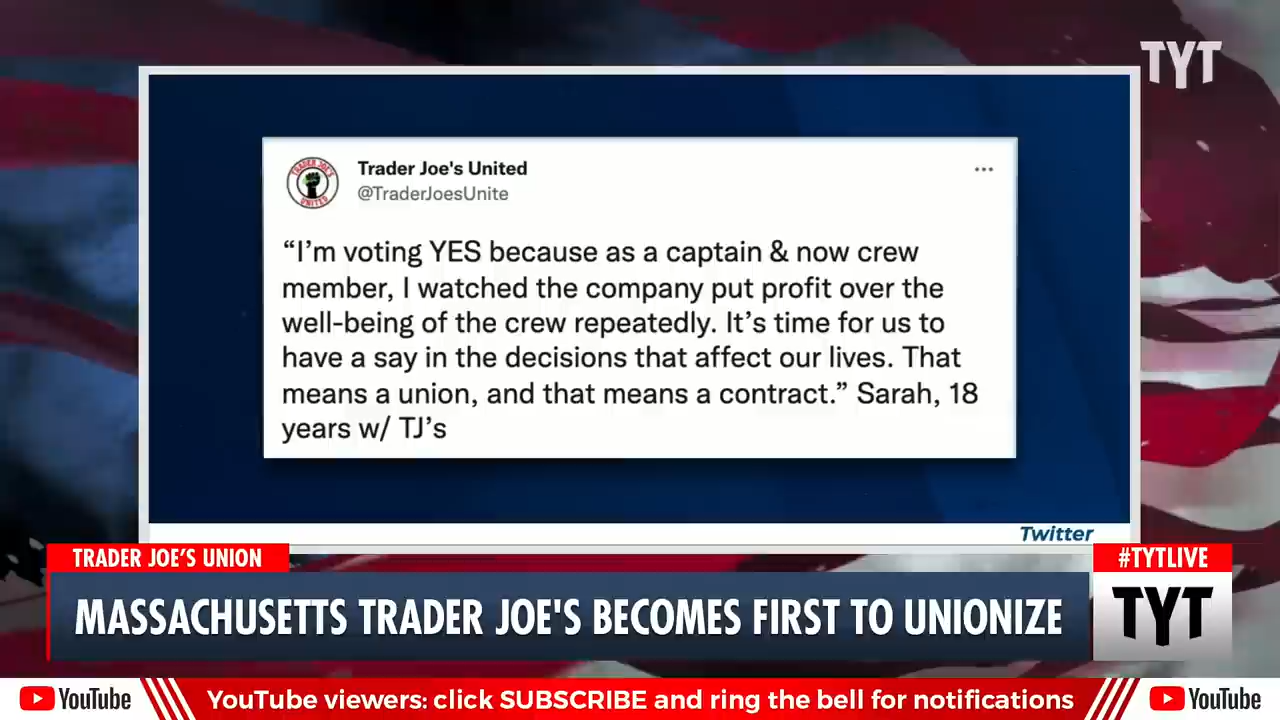 TYT
TRADER JOE'S
UNITED
Trader Joe's United
@TraderJoesUnite
“I’m voting YES because as a captain & now crew
member, I watched the company put profit over the
well-being of the crew repeatedly. It’s time for us to
have a say in the decisions that affect our lives. That
means a union, and that means a contract.” Sarah, 18
years w/ TJ’s
Twitter
TRADER JOE’S UNION
#TYTLIVE
MASSACHUSETTS TRADER JOE'S BECOMES FIRST TO UNIONIZE
TYT
YouTube
YouTube viewers: click SUBSCRIBE and ring the bell for notifications
YouTube